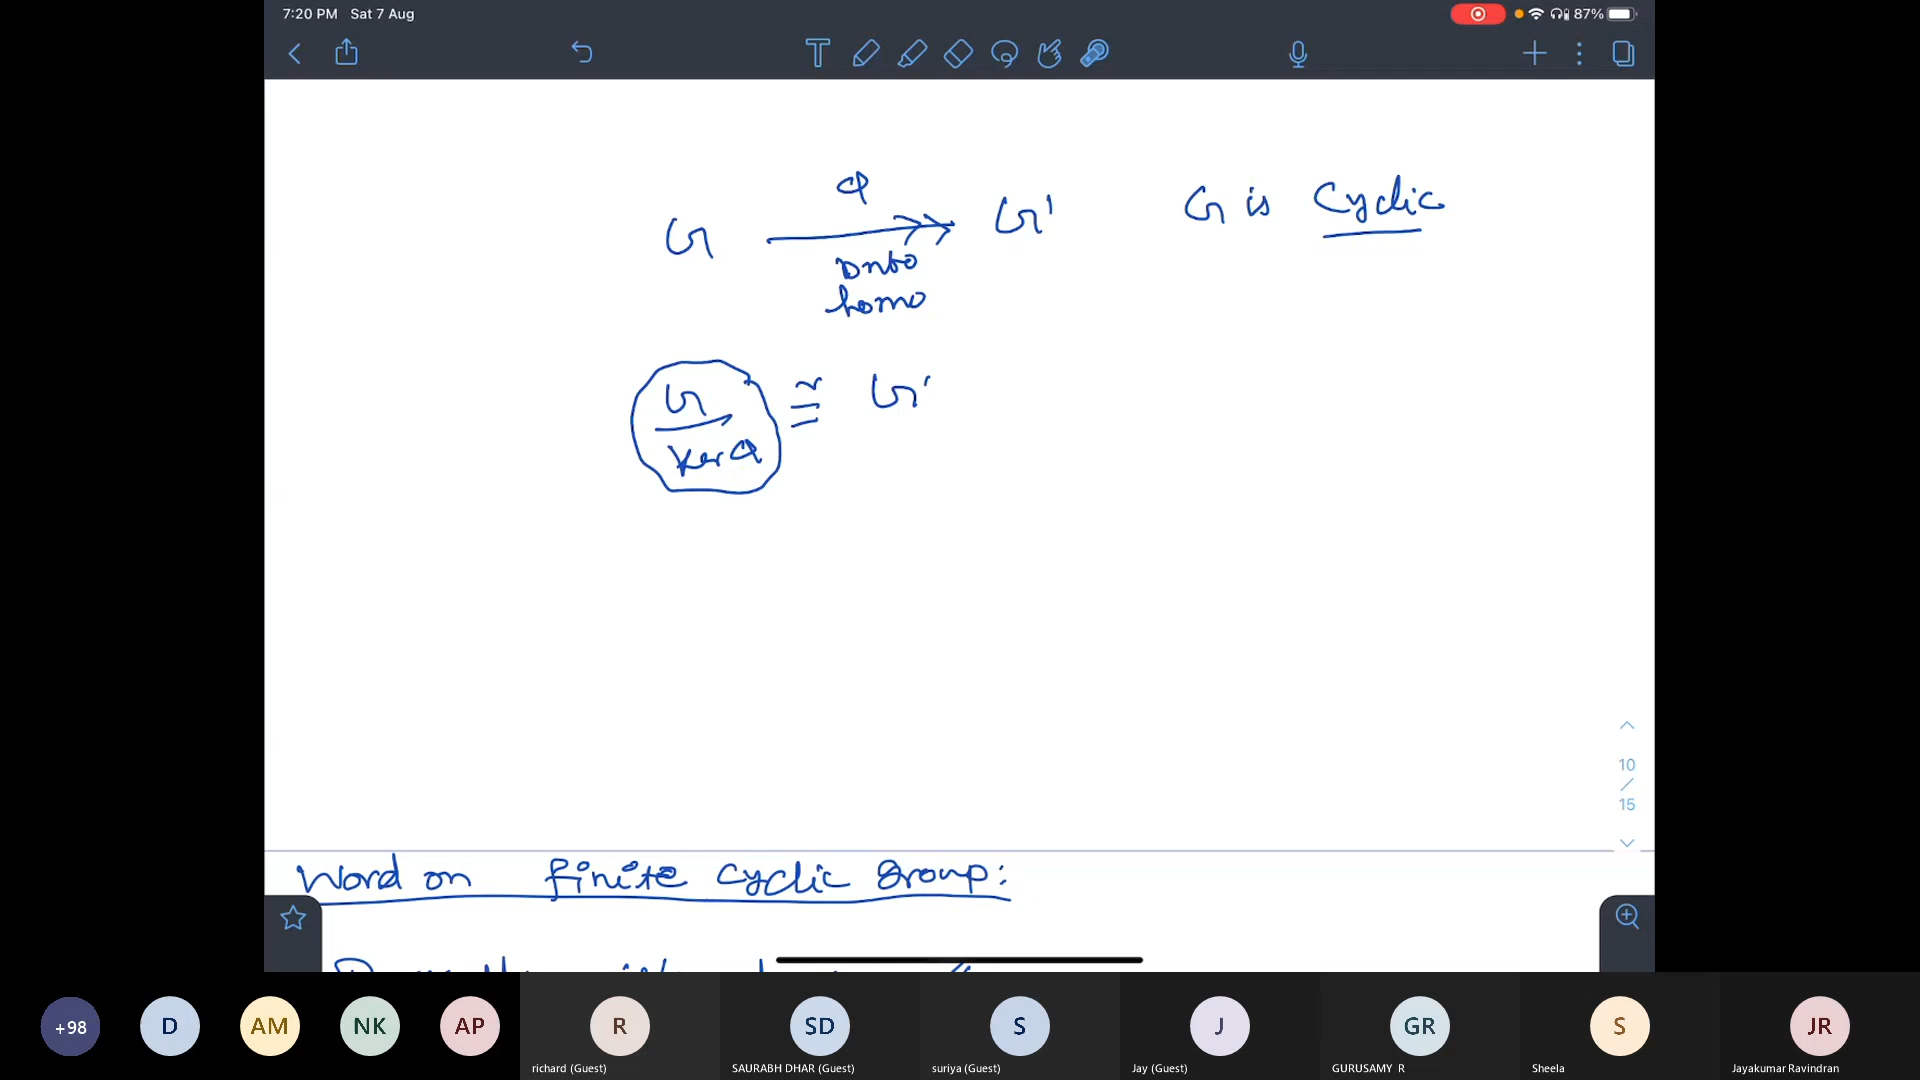 7:20 PM Sat 7 Aug
87%
φ
G G' G is Cyclic
Onto
homo
G ≅ G'
Ker φ
10
/
15
Word on finite cyclic group:
+98 D AM NK AP R SD S J GR S JR
richard (Guest) SAURABH DHAR (Guest) suriya (Guest) Jay (Guest) GURUSAMY R Sheela Jayakumar Ravindran